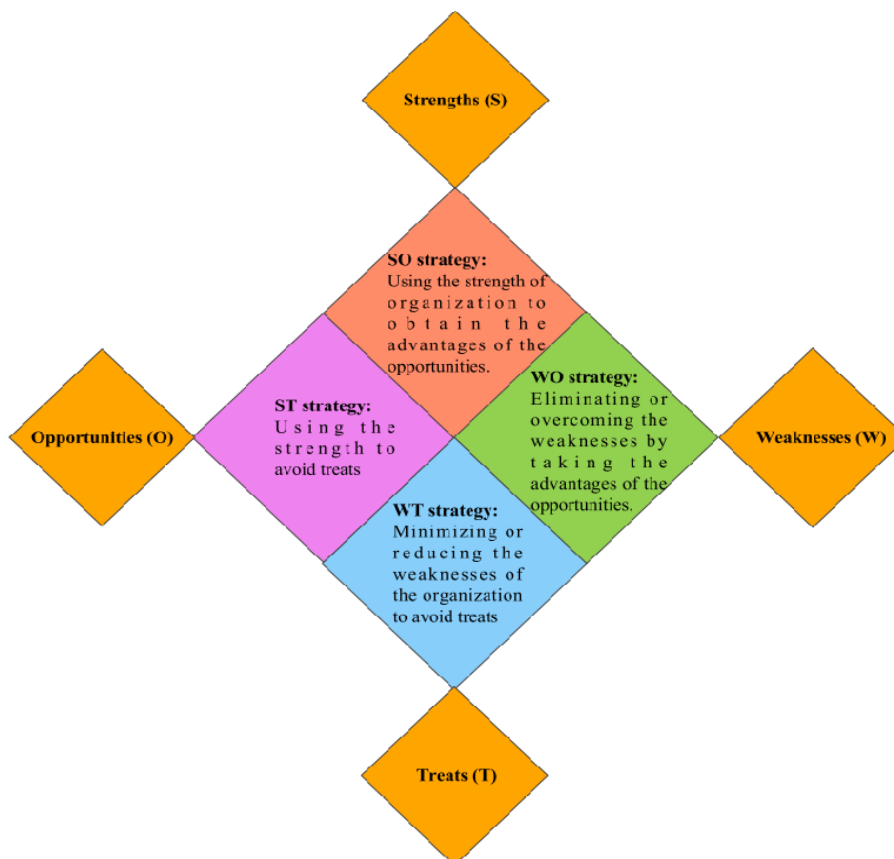 Strengths (S)
SO strategy:
Using the strength of
organization to
obtain the
advantages of the
opportunities.
Opportunities (O)
ST strategy:
Using the
strength to
avoid treats
WO strategy:
Eliminating or
overcoming the
weaknesses by
taking the
advantages of the
opportunities.
Weaknesses (W)
WT strategy:
Minimizing or
reducing the
weaknesses of
the organization
to avoid treats
Treats (T)